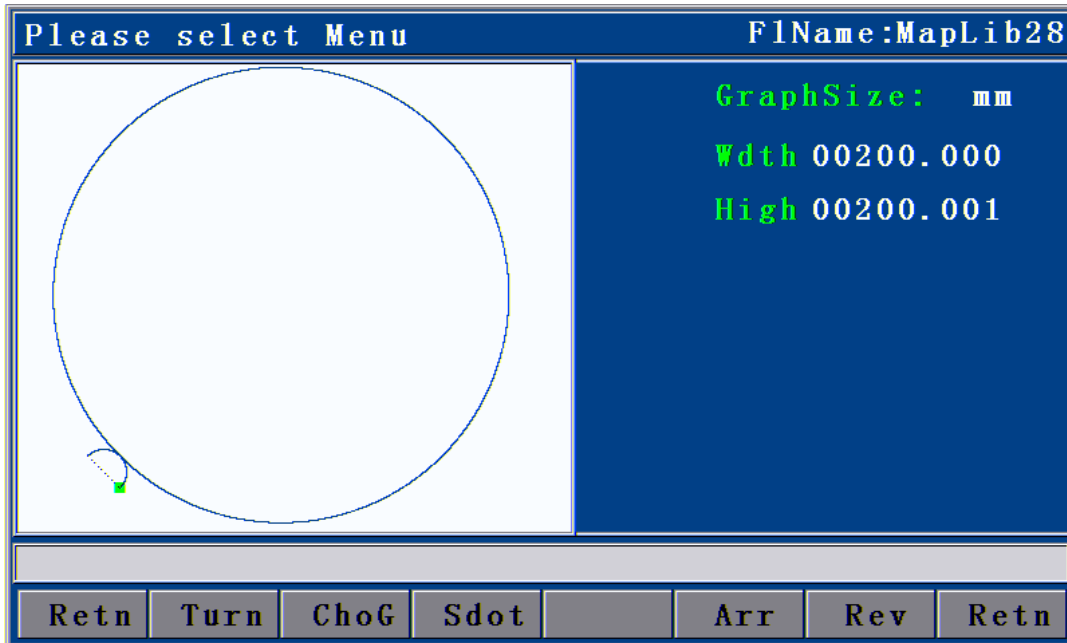 Please select Menu FlName:MapLib28
GraphSize: mm
Wdth 00200.000
High 00200.001
Retn Turn ChoG Sdot Arr Rev Retn